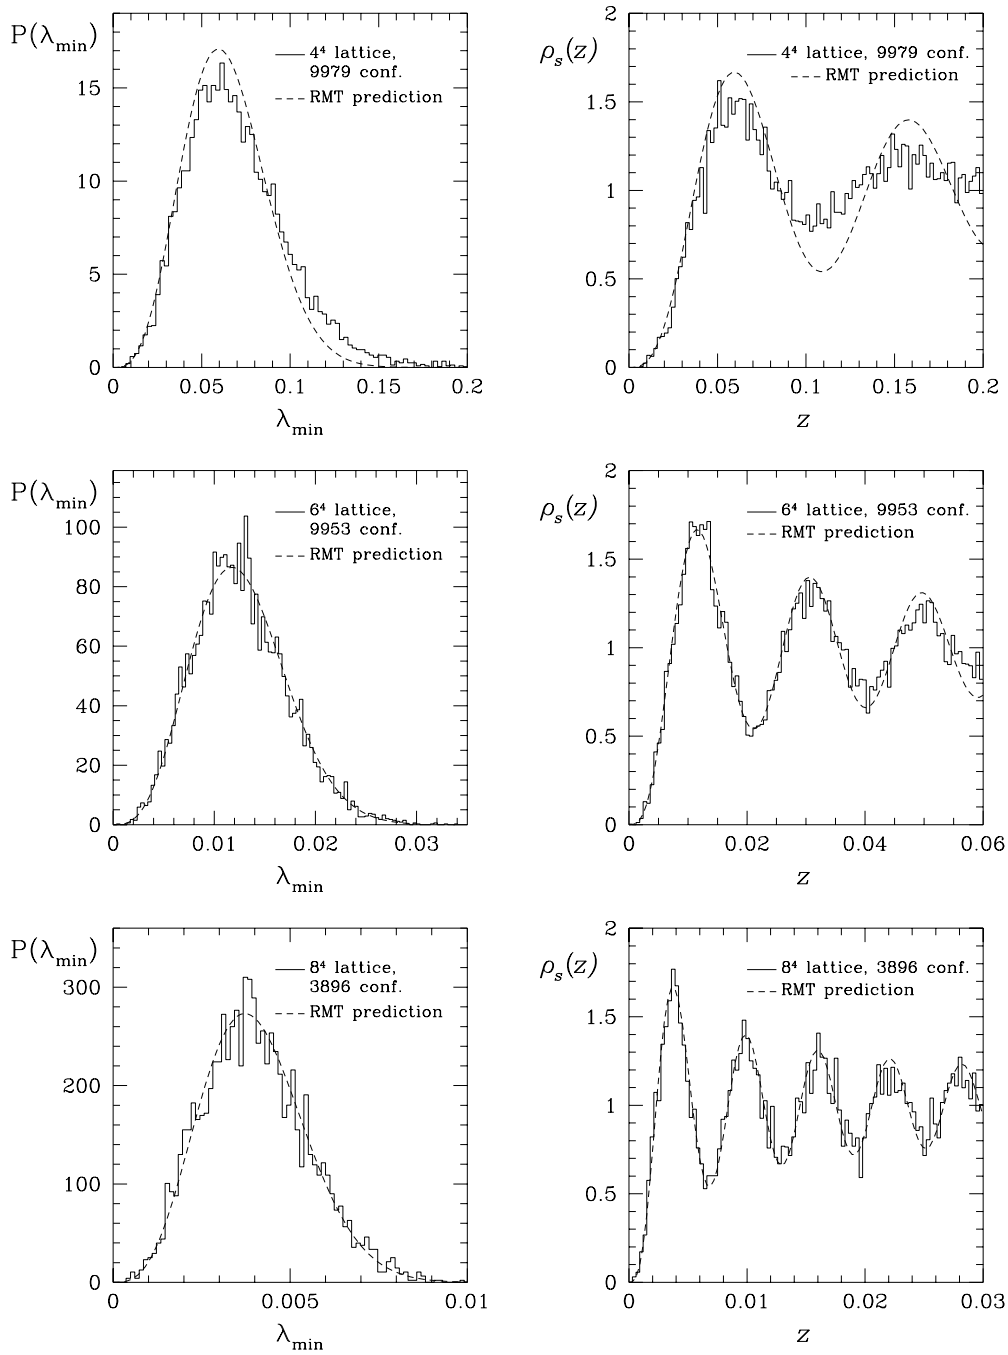 P(λmin)
4⁴ lattice,
9979 conf.
RMT prediction
15
10
5
0
0 0.05 0.1 0.15 0.2
λmin
ρs(z)
4⁴ lattice, 9979 conf.
RMT prediction
2
1.5
1
0.5
0
0 0.05 0.1 0.15 0.2
z
P(λmin)
6⁴ lattice,
9953 conf.
RMT prediction
100
80
60
40
20
0
0 0.01 0.02 0.03
λmin
ρs(z)
6⁴ lattice, 9953 conf.
RMT prediction
2
1.5
1
0.5
0
0 0.02 0.04 0.06
z
P(λmin)
8⁴ lattice,
3896 conf.
RMT prediction
300
200
100
0
0 0.005 0.01
λmin
ρs(z)
8⁴ lattice, 3896 conf.
RMT prediction
2
1.5
1
0.5
0
0 0.01 0.02 0.03
z